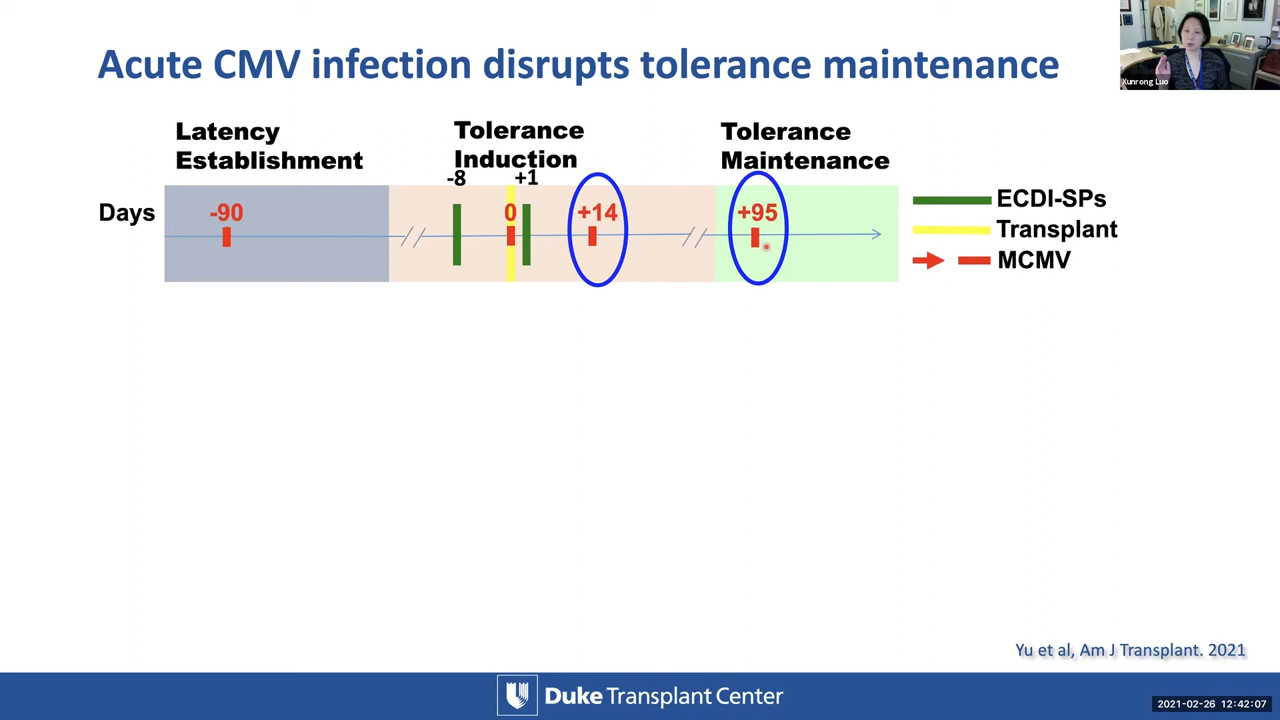 Acute CMV infection disrupts tolerance maintenance
Xunrong Luo
Latency
Establishment
Tolerance
Induction
Tolerance
Maintenance
-8
+1
Days
-90
0
+14
+95
ECDI-SPs
Transplant
MCMV
Yu et al, Am J Transplant. 2021
Duke Transplant Center
2021-02-26 12:42:07